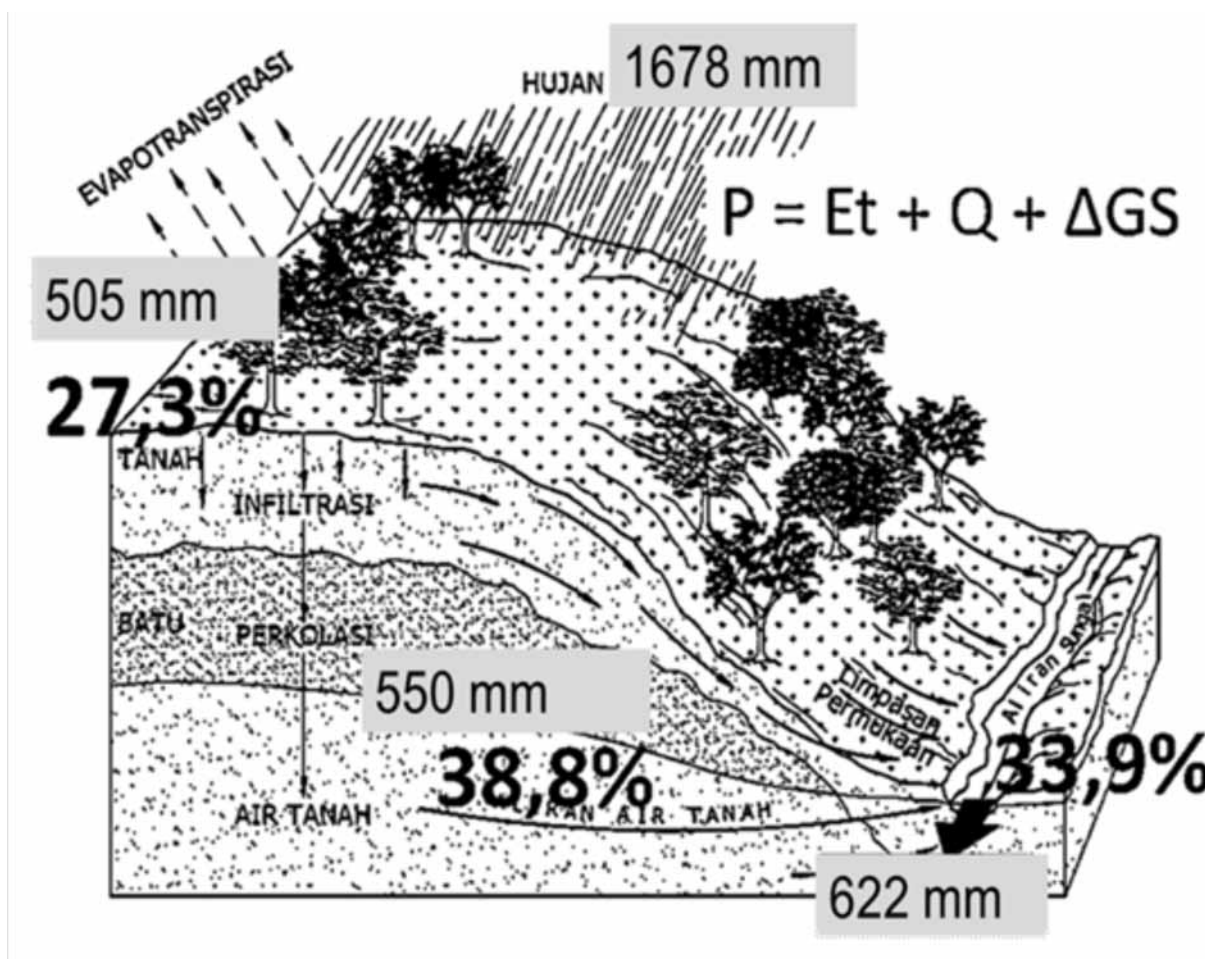 HUJAN 1678 mm
EVAPOTRANSPIRASI
P = Et + Q + ΔGS
505 mm
27,3%
TANAH
INFILTRASI
BATU
PERKOLASI
550 mm
Limpasan
Permukaan
Aliran Sungai
38,8%
33,9%
AIR TANAH
RAN AIR TANAH
622 mm